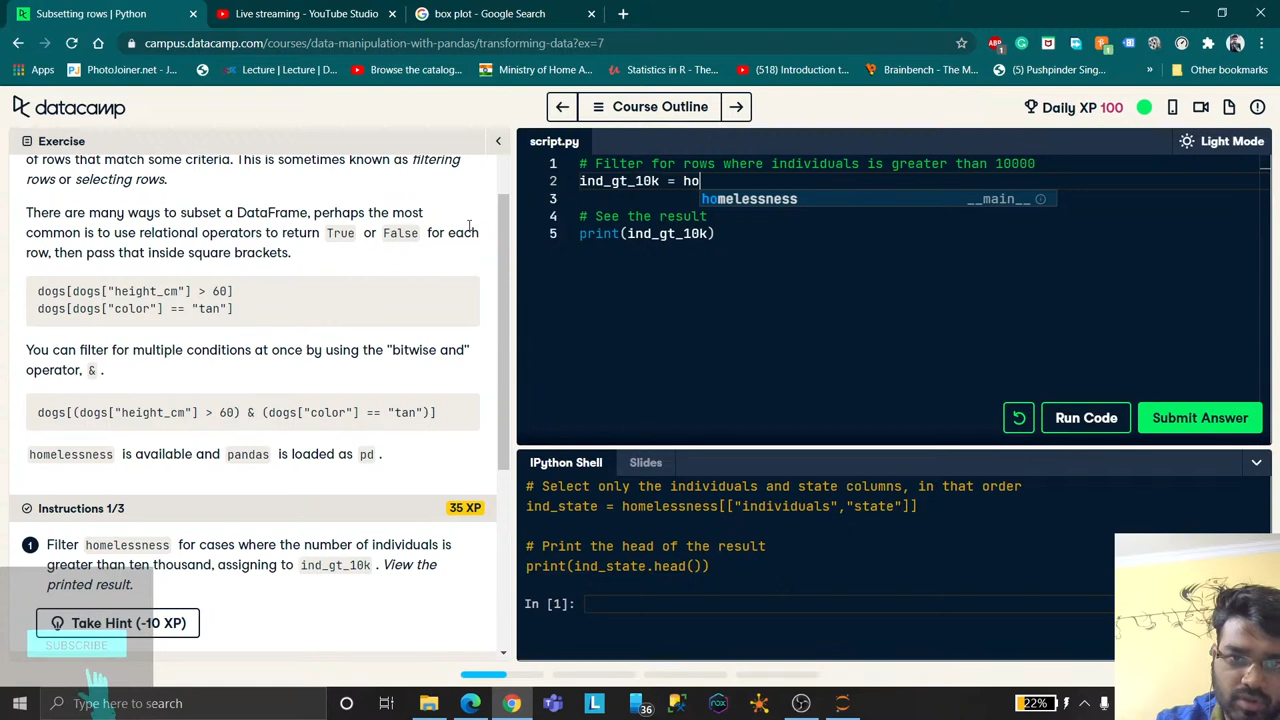 Subsetting rows | Python
Live streaming - YouTube Studio
box plot - Google Search
campus.datacamp.com/courses/data-manipulation-with-pandas/transforming-data?ex=7
Apps
PhotoJoiner.net - J...
Lecture | Lecture | D...
Browse the catalog...
Ministry of Home A...
Statistics in R - The...
(518) Introduction t...
Brainbench - The M...
(5) Pushpinder Sing...
Other bookmarks
datacamp
Course Outline
Daily XP 100
Exercise
of rows that match some criteria. This is sometimes known as filtering
rows or selecting rows.
There are many ways to subset a DataFrame, perhaps the most
common is to use relational operators to return True or False for each
row, then pass that inside square brackets.
dogs[dogs["height_cm"] > 60]
dogs[dogs["color"] == "tan"]
You can filter for multiple conditions at once by using the "bitwise and"
operator, & .
dogs[(dogs["height_cm"] > 60) & (dogs["color"] == "tan")]
homelessness is available and pandas is loaded as pd .
Instructions 1/3
35 XP
1 Filter homelessness for cases where the number of individuals is
greater than ten thousand, assigning to ind_gt_10k . View the
printed result.
Take Hint (-10 XP)
SUBSCRIBE
script.py
Light Mode
1 # Filter for rows where individuals is greater than 10000
2 ind_gt_10k = ho
homelessness __main__
3
4 # See the result
5 print(ind_gt_10k)
Run Code
Submit Answer
IPython Shell
Slides
# Select only the individuals and state columns, in that order
ind_state = homelessness[["individuals","state"]]
# Print the head of the result
print(ind_state.head())
In [1]:
Type here to search
36
22%